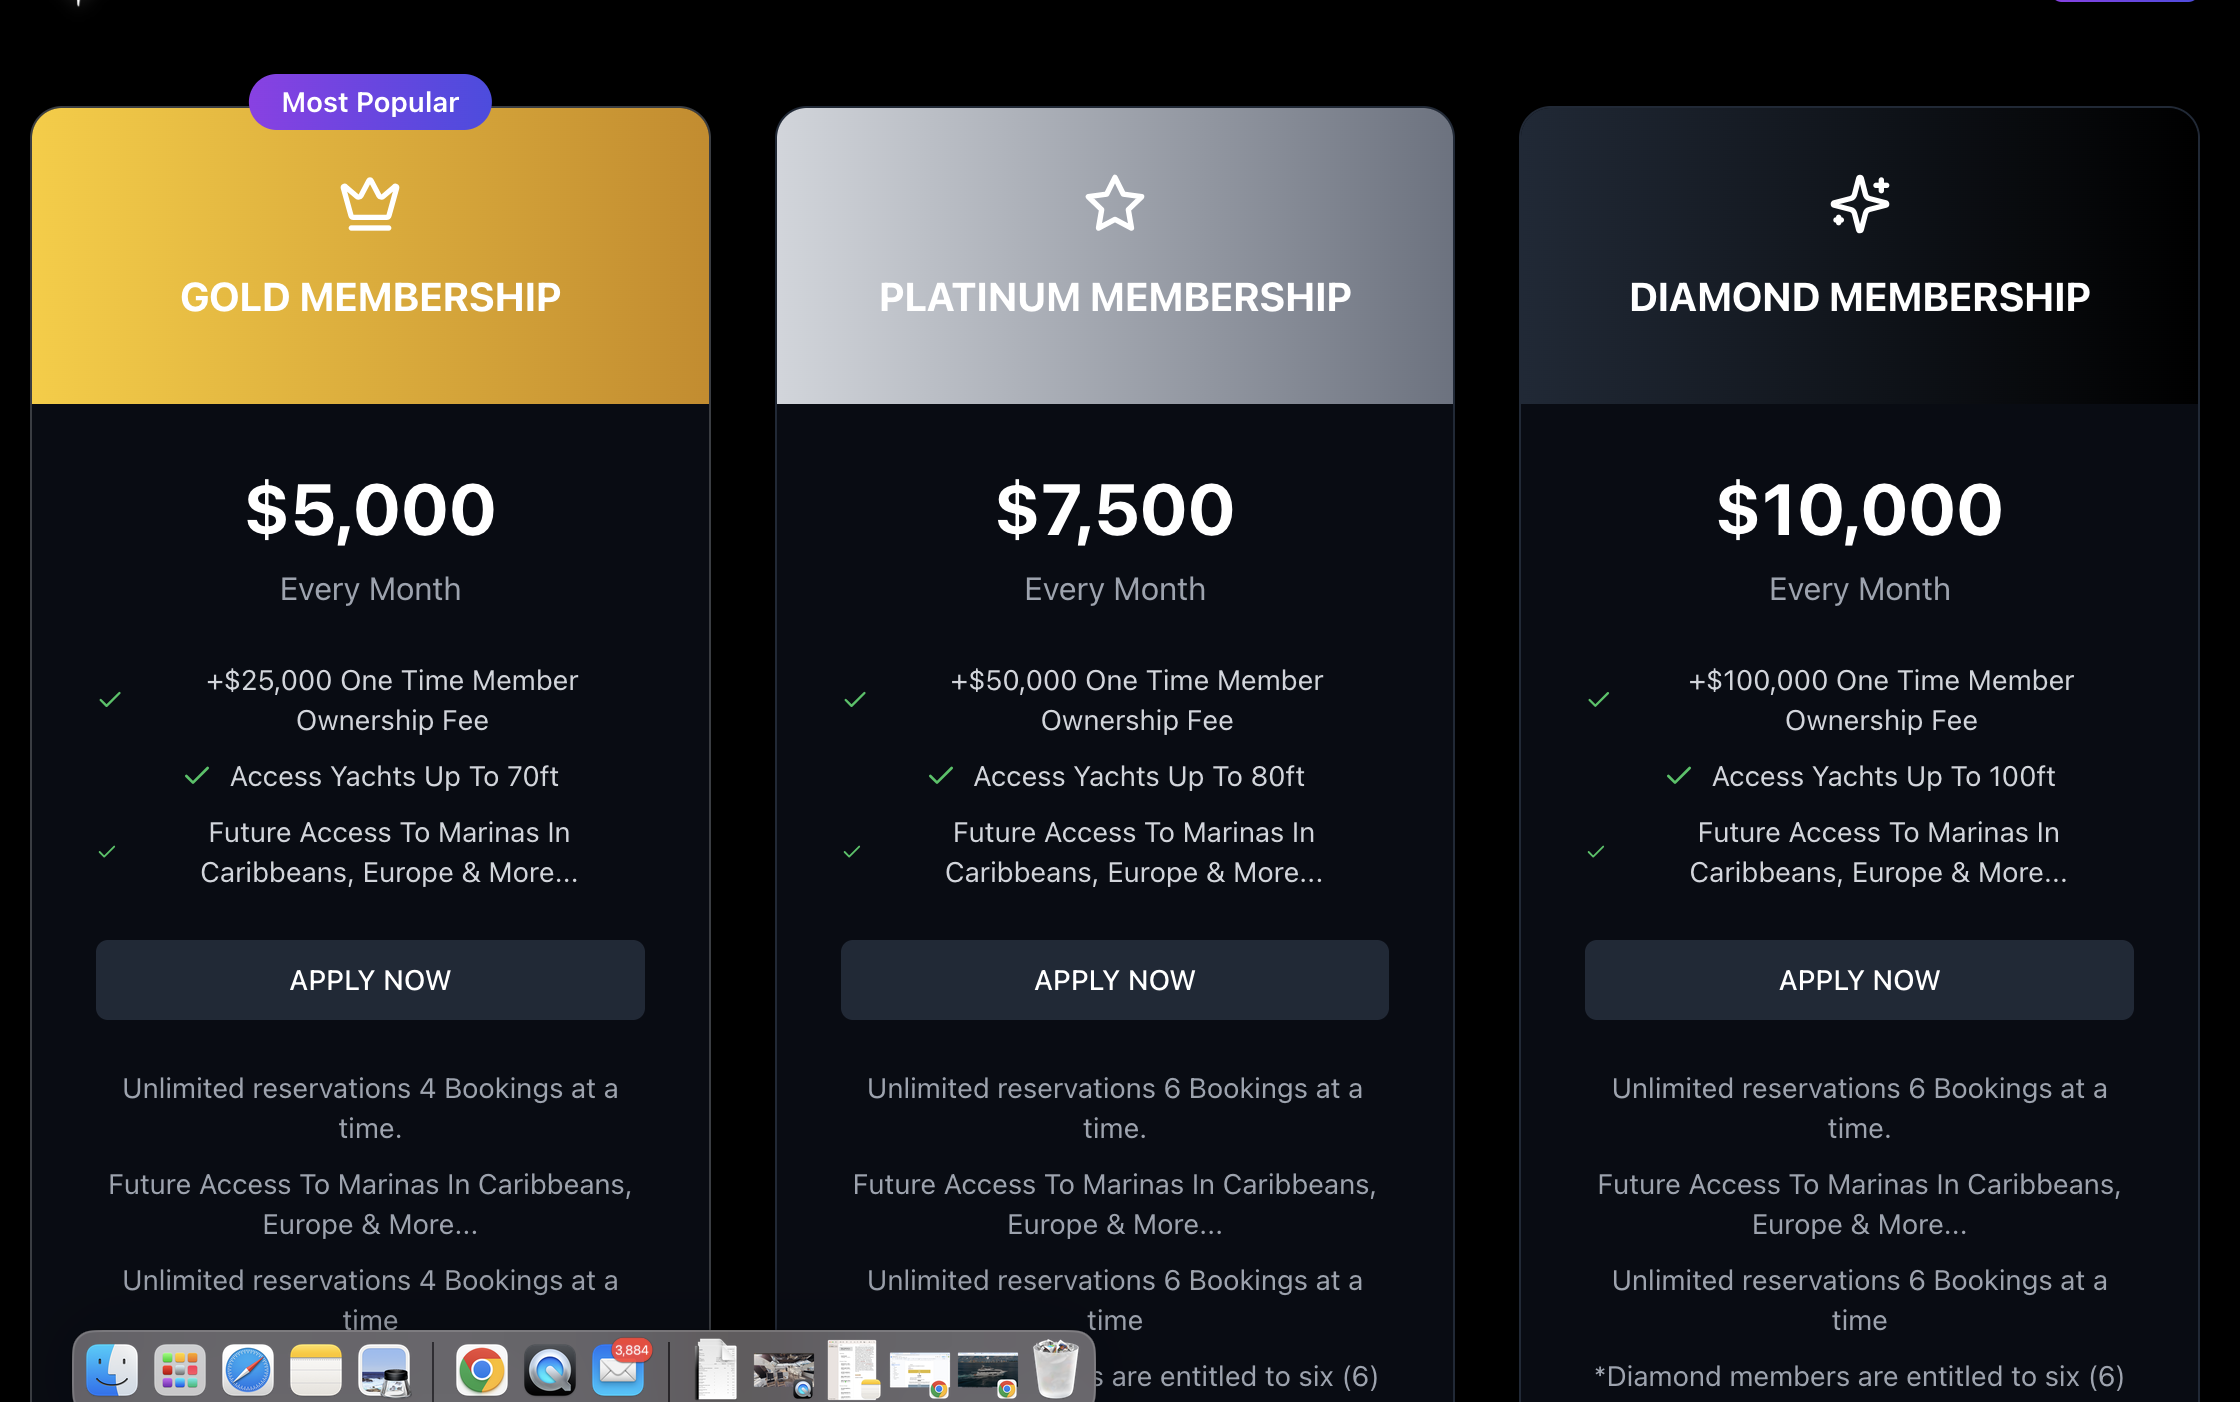 Most Popular
GOLD MEMBERSHIP
$5,000
Every Month
+$25,000 One Time Member
Ownership Fee
Access Yachts Up To 70ft
Future Access To Marinas In
Caribbeans, Europe & More...
APPLY NOW
Unlimited reservations 4 Bookings at a
time.
Future Access To Marinas In Caribbeans,
Europe & More...
Unlimited reservations 4 Bookings at a
time
PLATINUM MEMBERSHIP
$7,500
Every Month
+$50,000 One Time Member
Ownership Fee
Access Yachts Up To 80ft
Future Access To Marinas In
Caribbeans, Europe & More...
APPLY NOW
Unlimited reservations 6 Bookings at a
time.
Future Access To Marinas In Caribbeans,
Europe & More...
Unlimited reservations 6 Bookings at a
time
are entitled to six (6)
DIAMOND MEMBERSHIP
$10,000
Every Month
+$100,000 One Time Member
Ownership Fee
Access Yachts Up To 100ft
Future Access To Marinas In
Caribbeans, Europe & More...
APPLY NOW
Unlimited reservations 6 Bookings at a
time.
Future Access To Marinas In Caribbeans,
Europe & More...
Unlimited reservations 6 Bookings at a
time
*Diamond members are entitled to six (6)
3,884